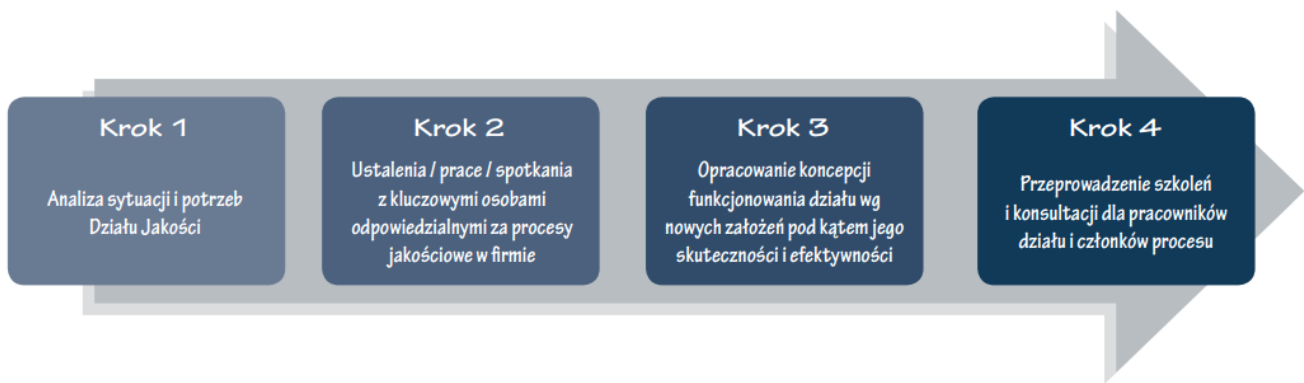 Krok 1
Analiza sytuacji i potrzeb
Działu Jakości
Krok 2
Ustalenia / prace / spotkania
z kluczowymi osobami
odpowiedzialnymi za procesy
jakościowe w firmie
Krok 3
Opracowanie koncepcji
funkcjonowania działu wg
nowych założeń pod kątem jego
skuteczności i efektywności
Krok 4
Przeprowadzenie szkoleń
i konsultacji dla pracowników
działu i członków procesu